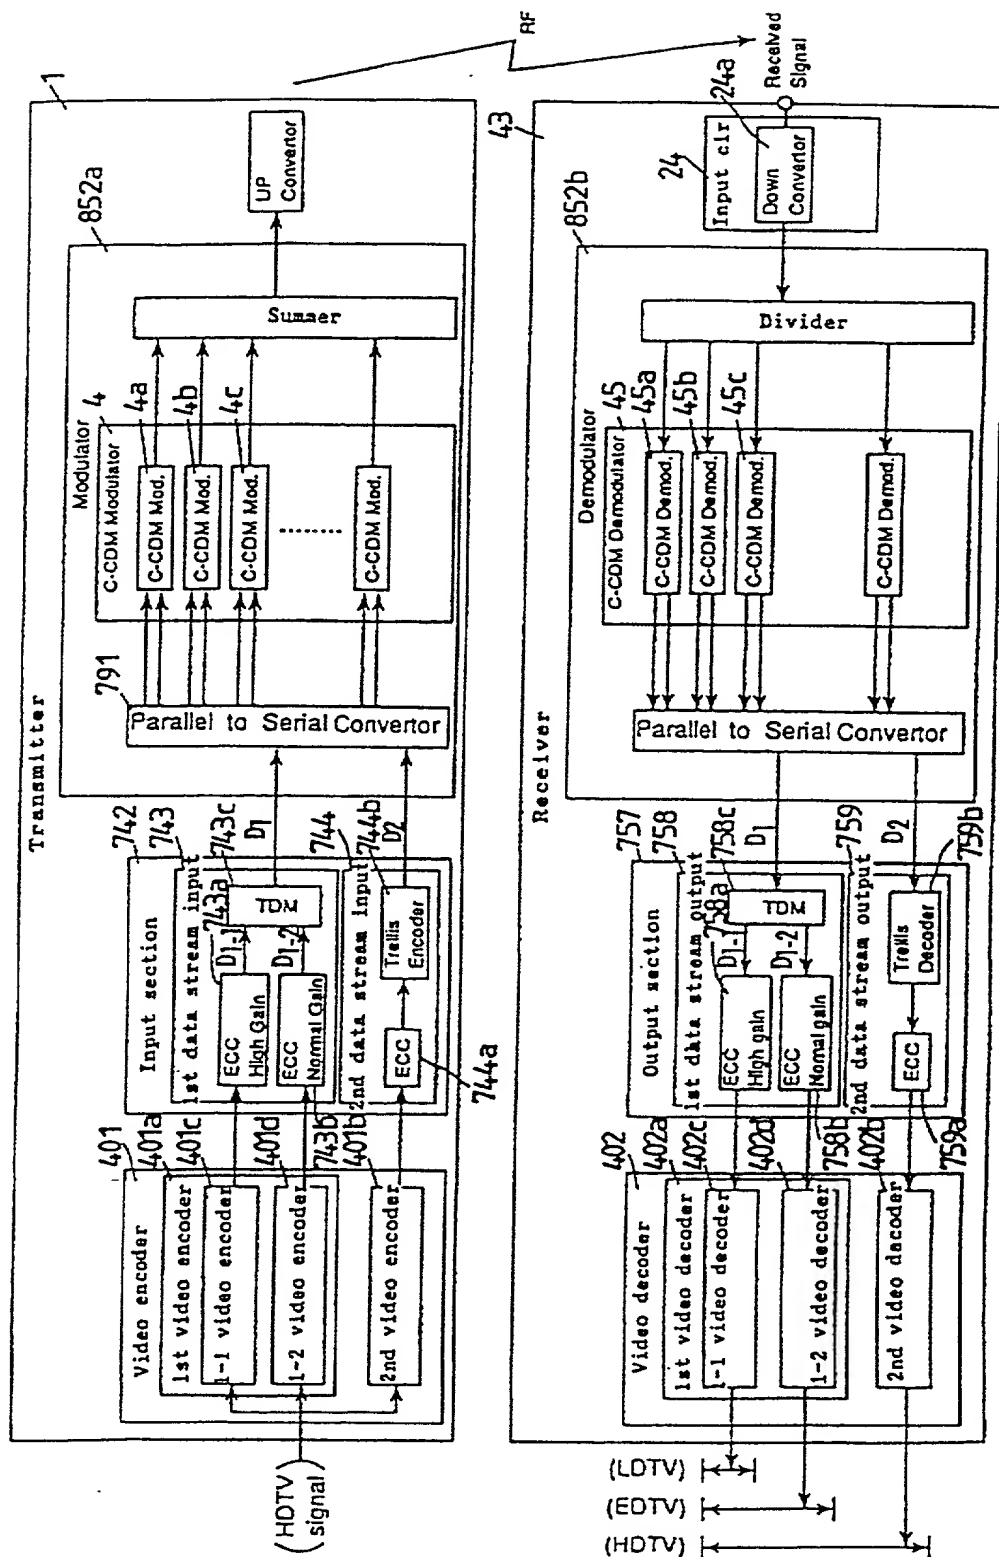 Transmitter
1
(HDTV signal)
Video encoder
401
1st video encoder
401a
1-1 video encoder
401c
1-2 video encoder
401d
2nd video encoder
401b
Input section
742
1st data stream input
743
ECC High Gain
743a
ECC Normal Gain
743b
D1-1
D1-2
TDM
743c
D1
2nd data stream input
744
ECC
744a
Trellis Encoder
744b
D2
Modulator
852a
Parallel to Serial Convertor
791
C-CDM Modulator
4
C-CDM Mod.
4a
C-CDM Mod.
4b
C-CDM Mod.
4c
C-CDM Mod.
Summer
UP Convertor
RF
Receiver
43
Received Signal
Input cir
24
Down Convertor
24a
Demodulator
852b
Divider
C-CDM Demodulator
45
C-CDM Demod.
45a
C-CDM Demod.
45b
C-CDM Demod.
45c
C-CDM Demod.
Parallel to Serial Convertor
D1
D2
Output section
757
1st data stream output
758
TDM
758c
D1-1
D1-2
ECC High gain
758a
ECC Normal gain
758b
2nd data stream output
759
Trellis Decoder
759b
ECC
759a
Video decoder
402
1st video decoder
402a
1-1 video decoder
402c
1-2 video decoder
402d
2nd video dacoder
402b
(LDTV)
(EDTV)
(HDTV)